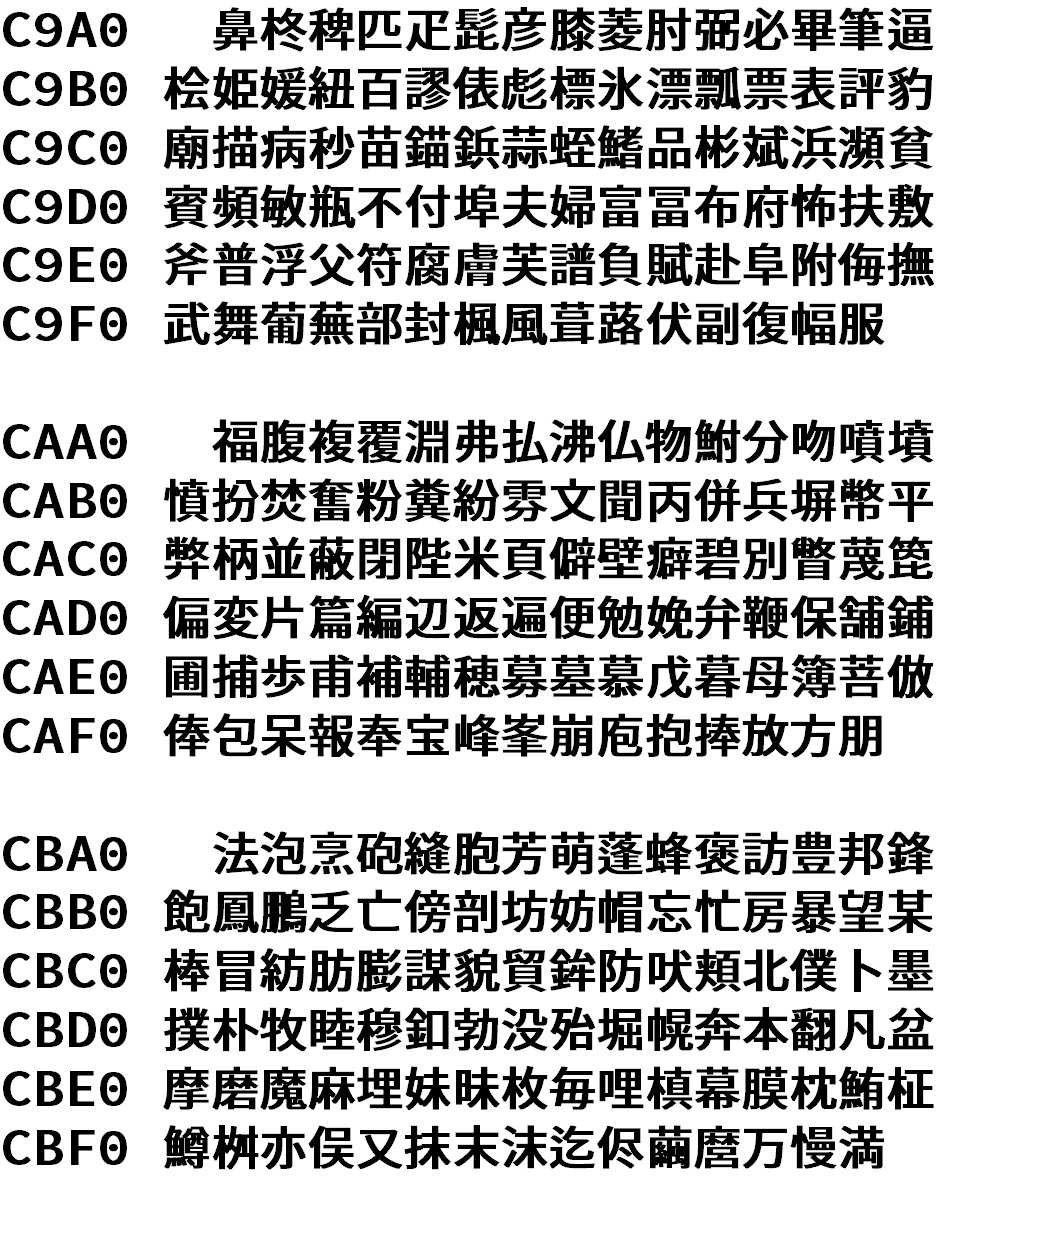 C9A0 鼻柊稗匹疋髭彦膝菱肘弼必畢筆逼
C9B0 桧姫媛紐百謬俵彪標氷漂瓢票表評豹
C9C0 廟描病秒苗錨鋲蒜蛭鰭品彬斌浜瀕貧
C9D0 賓頻敏瓶不付埠夫婦富冨布府怖扶敷
C9E0 斧普浮父符腐膚芙譜負賦赴阜附侮撫
C9F0 武舞葡蕪部封楓風葺蕗伏副復幅服
CAA0 福腹複覆淵弗払沸仏物鮒分吻噴墳
CAB0 憤扮焚奮粉糞紛雰文聞丙併兵塀幣平
CAC0 弊柄並蔽閉陛米頁僻壁癖碧別瞥蔑箆
CAD0 偏変片篇編辺返遍便勉娩弁鞭保舗鋪
CAE0 圃捕歩甫補輔穂募墓慕戊暮母簿菩倣
CAF0 俸包呆報奉宝峰峯崩庖抱捧放方朋
CBA0 法泡烹砲縫胞芳萌蓬蜂褒訪豊邦鋒
CBB0 飽鳳鵬乏亡傍剖坊妨帽忘忙房暴望某
CBC0 棒冒紡肪膨謀貌貿鉾防吠頬北僕卜墨
CBD0 撲朴牧睦穆釦勃没殆堀幌奔本翻凡盆
CBE0 摩磨魔麻埋妹昧枚毎哩槙幕膜枕鮪柾
CBF0 鱒桝亦俣又抹末沫迄侭繭麿万慢満